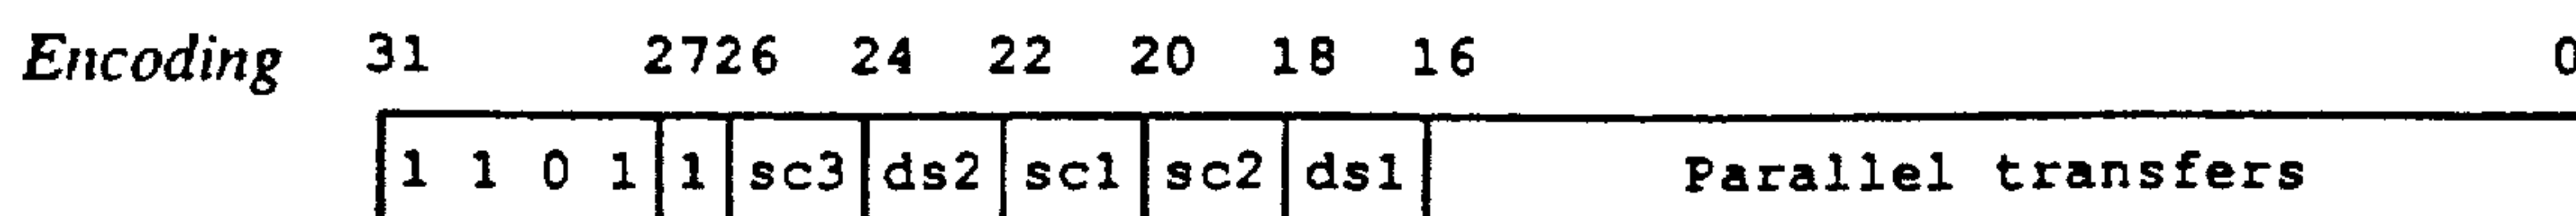 Encoding 31 2726 24 22 20 18 16 0
1 1 0 1 1 sc3 ds2 sc1 sc2 ds1 Parallel transfers